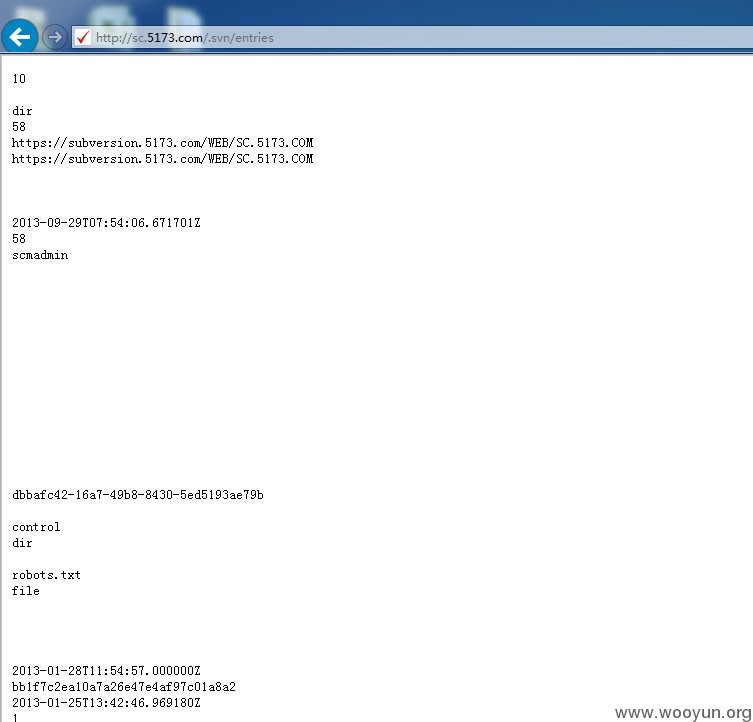 http://sc.5173.com/.svn/entries
10
dir
58
https://subversion.5173.com/WEB/SC.5173.COM
https://subversion.5173.com/WEB/SC.5173.COM
2013-09-29T07:54:06.671701Z
58
scmadmin
dbbafc42-16a7-49b8-8430-5ed5193ae79b
control
dir
robots.txt
file
2013-01-28T11:54:57.000000Z
bb1f7c2ea10a7a26e47e4af97c01a8a2
2013-01-25T13:42:46.969180Z
1
www.wooyun.org